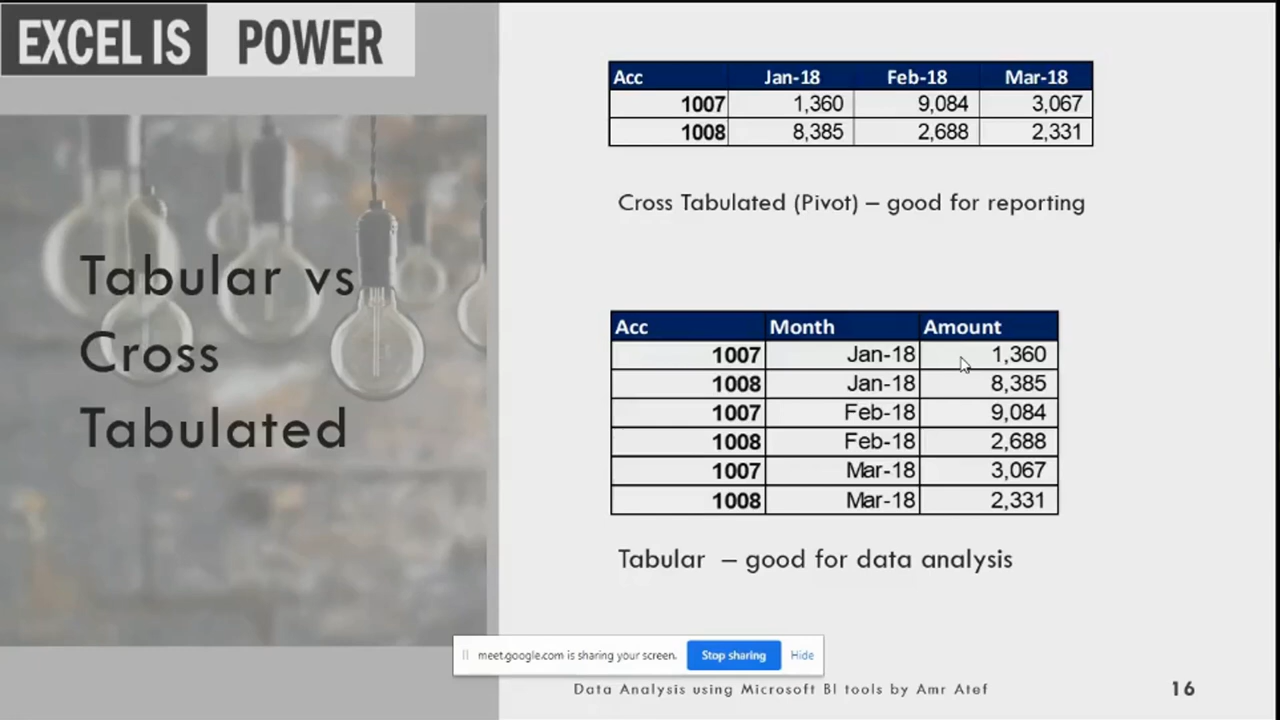 EXCEL IS POWER
Tabular vs
Cross
Tabulated
Acc Jan-18 Feb-18 Mar-18
1007 1,360 9,084 3,067
1008 8,385 2,688 2,331
Cross Tabulated (Pivot) – good for reporting
Acc Month Amount
1007 Jan-18 1,360
1008 Jan-18 8,385
1007 Feb-18 9,084
1008 Feb-18 2,688
1007 Mar-18 3,067
1008 Mar-18 2,331
Tabular – good for data analysis
meet.google.com is sharing your screen. Stop sharing Hide
Data Analysis using Microsoft BI tools by Amr Atef 16